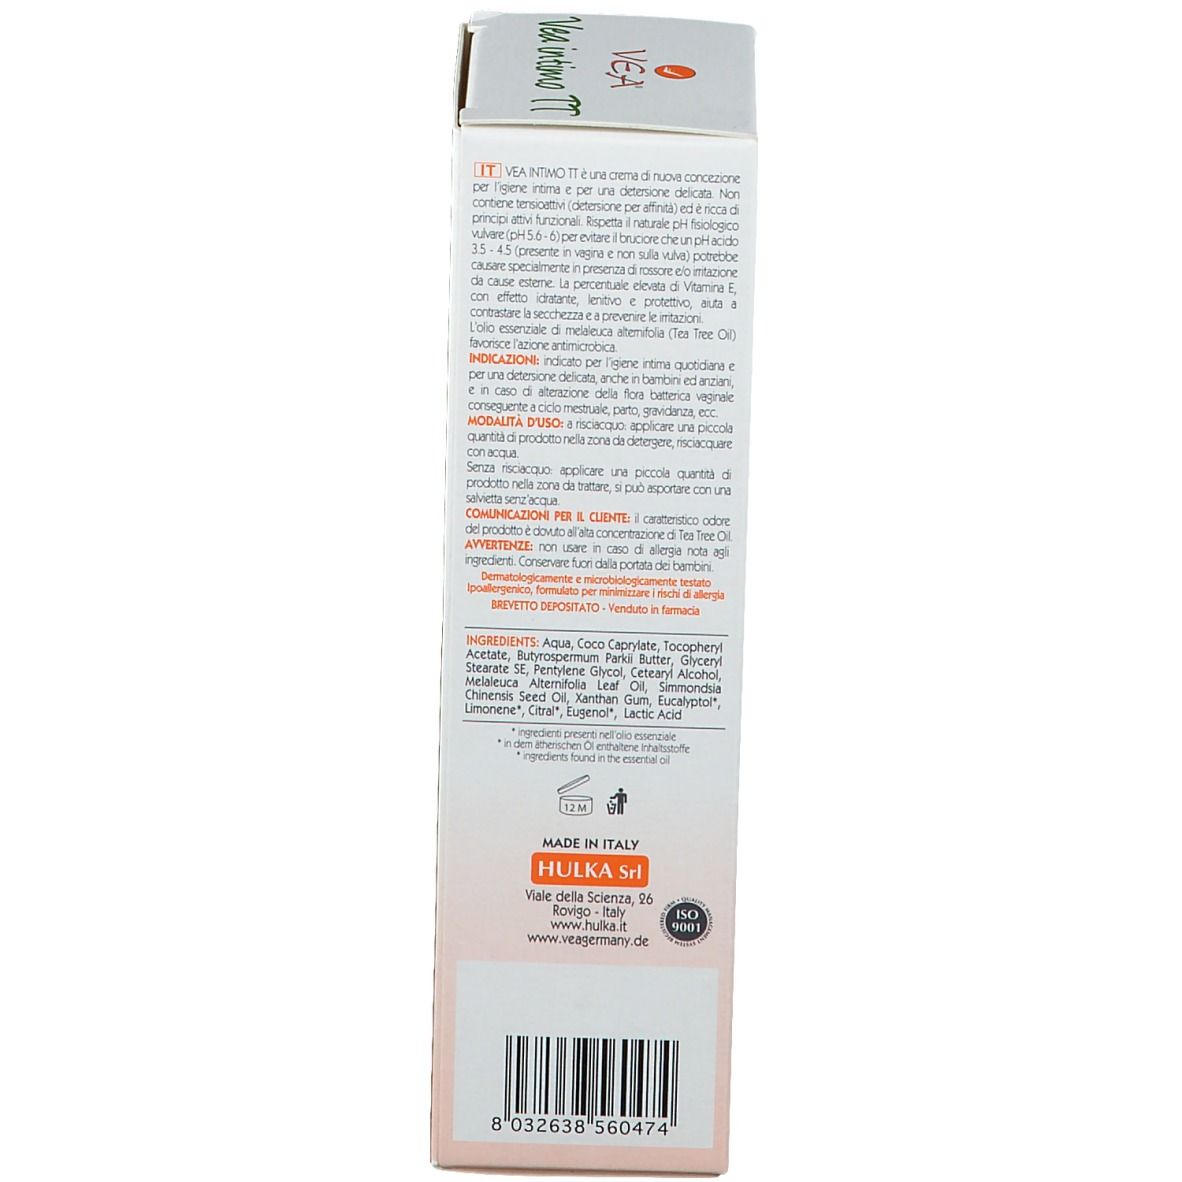 Vea intimo TT
VEA
IT VEA INTIMO TT è una crema di nuova concezione
per l'igiene intima e per una detersione delicata. Non
contiene tensioattivi (detersione per affinità) ed è ricca di
principi attivi funzionali. Rispetta il naturale pH fisiologico
vulvare (pH 5.6 - 6) per evitare il bruciore che un pH acido
3.5 - 4.5 (presente in vagina e non sulla vulva) potrebbe
causare specialmente in presenza di rossore e/o irritazione
da cause esterne. La percentuale elevata di Vitamina E,
con effetto idratante, lenitivo e protettivo, aiuta a
contrastare la secchezza e a prevenire le irritazioni.
L'olio essenziale di melaleuca alternifolia (Tea Tree Oil)
favorisce l'azione antimicrobica.
INDICAZIONI: indicato per l'igiene intima quotidiana e
per una detersione delicata, anche in bambini ed anziani,
e in caso di alterazione della flora batterica vaginale
conseguente a ciclo mestruale, parto, gravidanza, ecc.
MODALITÀ D'USO: a risciacquo: applicare una piccola
quantità di prodotto nella zona da detergere, risciacquare
con acqua.
Senza risciacquo: applicare una piccola quantità di
prodotto nella zona da trattare, si può asportare con una
salvietta senz'acqua.
COMUNICAZIONI PER IL CLIENTE: il caratteristico odore
del prodotto è dovuto all'alta concentrazione di Tea Tree Oil.
AVVERTENZE: non usare in caso di allergia nota agli
ingredienti. Conservare fuori dalla portata dei bambini.
Dermatologicamente e microbiologicamente testato
Ipoallergenico, formulato per minimizzare i rischi di allergia
BREVETTO DEPOSITATO - Venduto in farmacia
INGREDIENTS: Aqua, Coco Caprylate, Tocopheryl
Acetate, Butyrospermum Parkii Butter, Glyceryl
Stearate SE, Pentylene Glycol, Cetearyl Alcohol,
Melaleuca Alternifolia Leaf Oil, Simmondsia
Chinensis Seed Oil, Xanthan Gum, Eucalyptol*,
Limonene*, Citral*, Eugenol*, Lactic Acid
* ingredienti presenti nell'olio essenziale
* in dem ätherischen Öl enthaltene Inhaltsstoffe
* ingredients found in the essential oil
12 M
MADE IN ITALY
HULKA Srl
Viale della Scienza, 26
Rovigo - Italy
www.hulka.it
www.veagermany.de
REGISTERED FIRM • QUALITY MANAGEMENT SYSTEM
ISO
9001
8 032638 560474